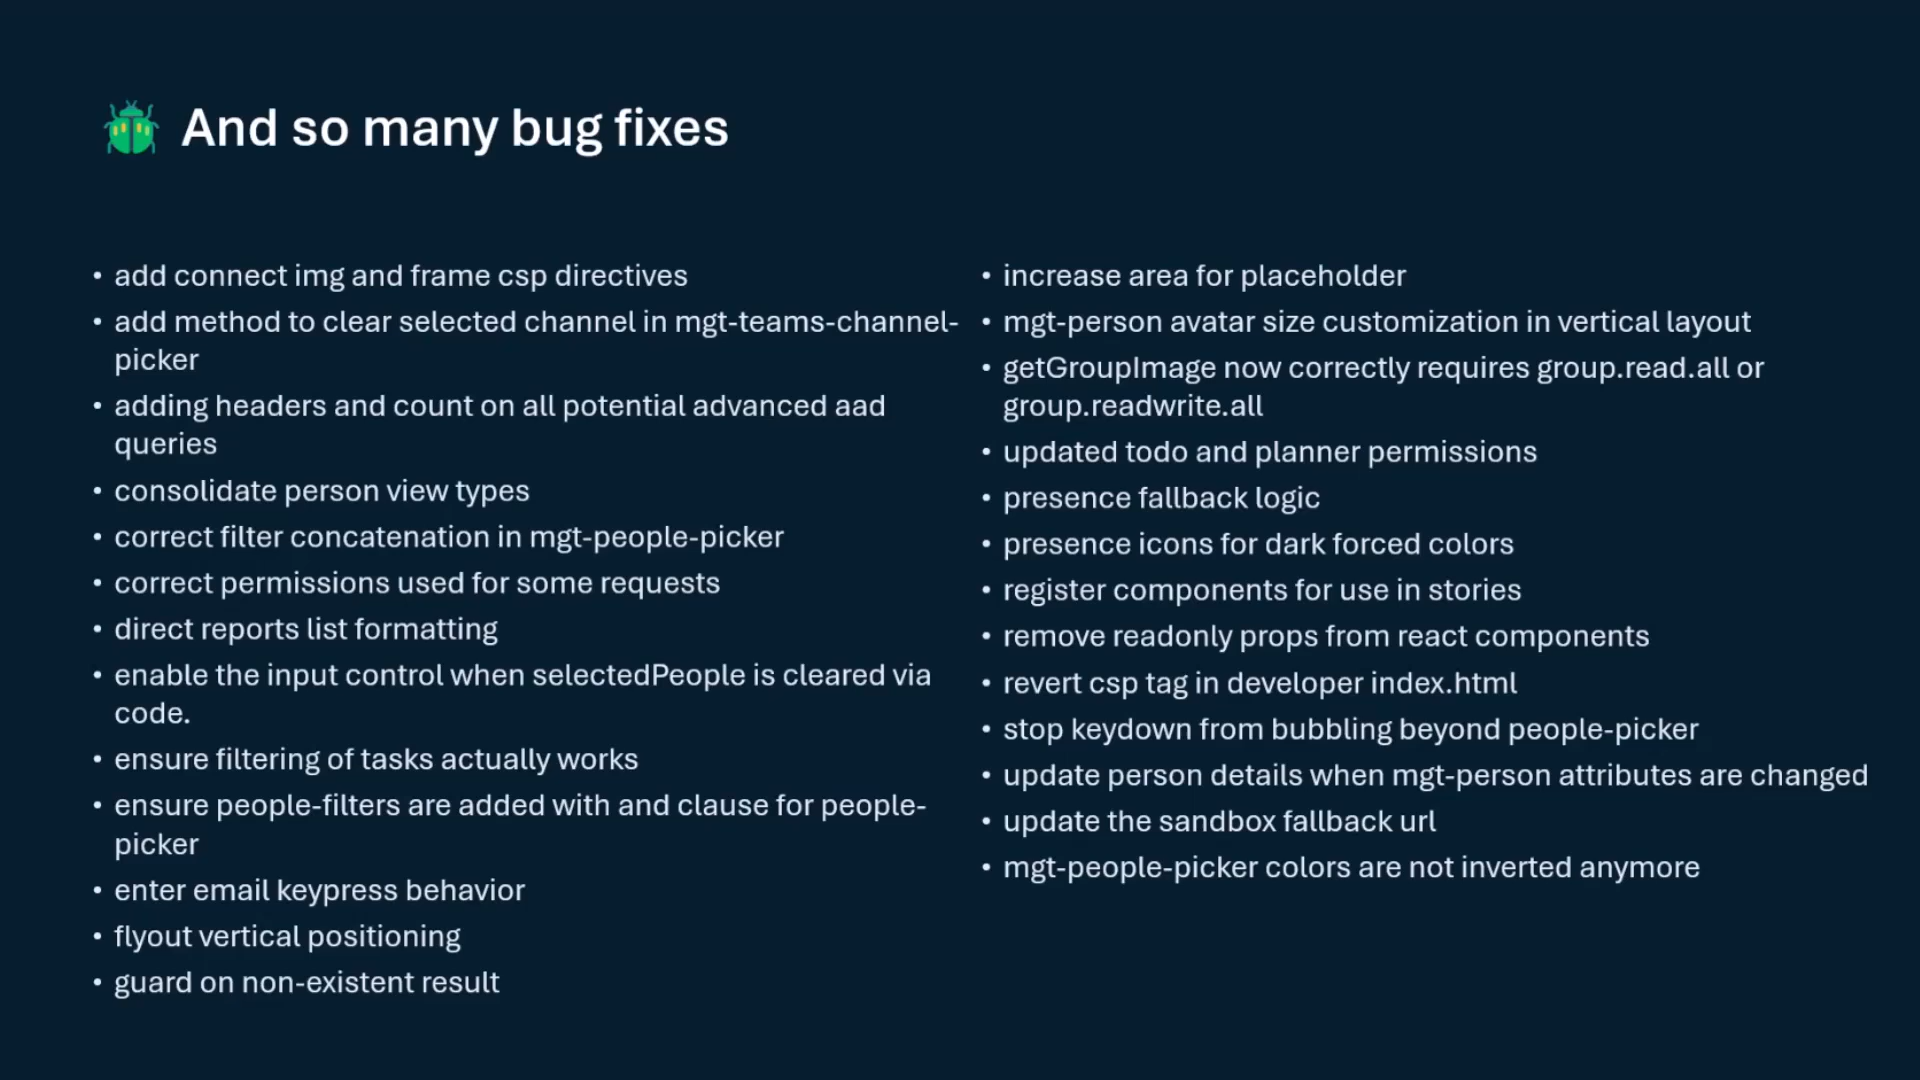 And so many bug fixes
• add connect img and frame csp directives
• add method to clear selected channel in mgt-teams-channel-
picker
• adding headers and count on all potential advanced aad
queries
• consolidate person view types
• correct filter concatenation in mgt-people-picker
• correct permissions used for some requests
• direct reports list formatting
• enable the input control when selectedPeople is cleared via
code.
• ensure filtering of tasks actually works
• ensure people-filters are added with and clause for people-
picker
• enter email keypress behavior
• flyout vertical positioning
• guard on non-existent result
• increase area for placeholder
• mgt-person avatar size customization in vertical layout
• getGroupImage now correctly requires group.read.all or
group.readwrite.all
• updated todo and planner permissions
• presence fallback logic
• presence icons for dark forced colors
• register components for use in stories
• remove readonly props from react components
• revert csp tag in developer index.html
• stop keydown from bubbling beyond people-picker
• update person details when mgt-person attributes are changed
• update the sandbox fallback url
• mgt-people-picker colors are not inverted anymore